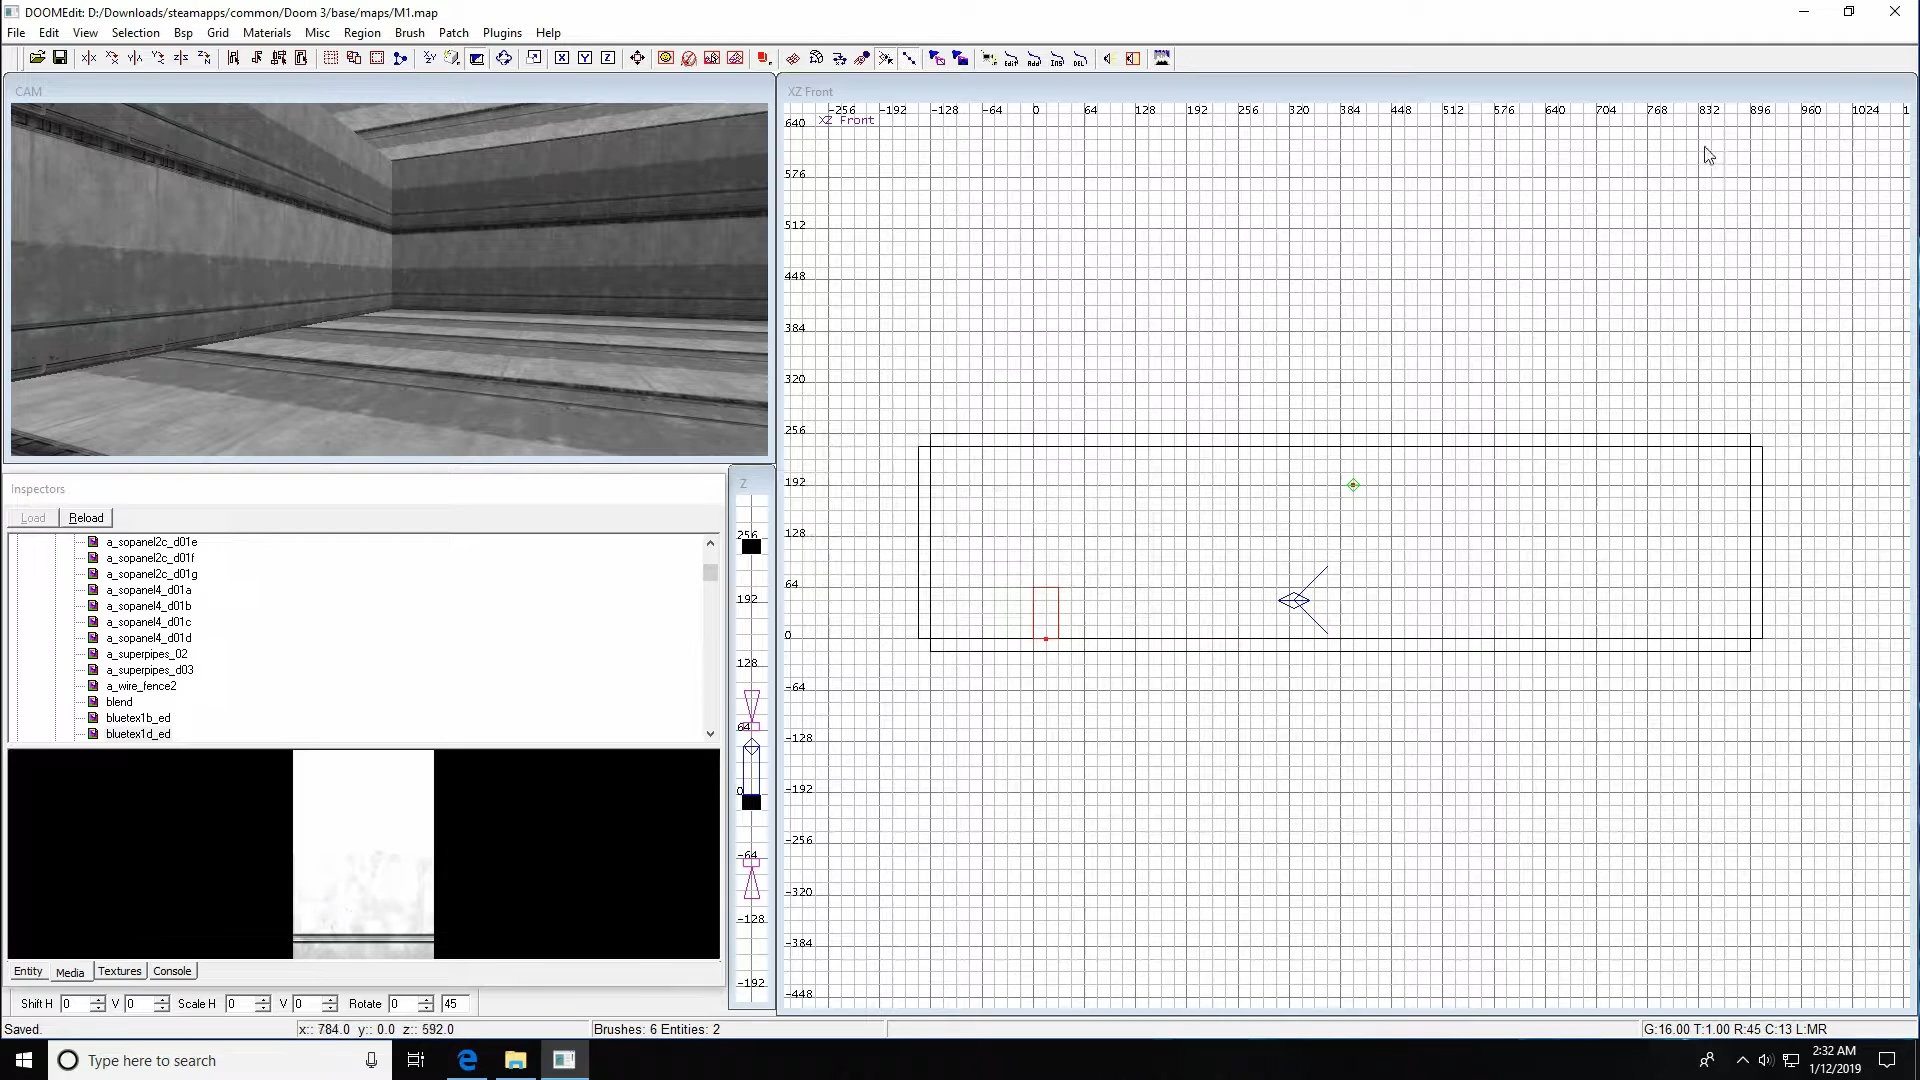 DOOMEdit: D:/Downloads/steamapps/common/Doom 3/base/maps/M1.map
File Edit View Selection Bsp Grid Materials Misc Region Brush Patch Plugins Help
X Y Z
CAM
XZ Front
-256 -192 -128 -64 0 64 128 192 256 320 384 448 512 576 640 704 768 832 896 960 1024 1
XZ Front
640
576
512
448
384
320
256
192
128
64
0
-64
-128
-192
-256
-320
-384
-448
Inspectors
Load Reload
a_sopanel2c_d01e
a_sopanel2c_d01f
a_sopanel2c_d01g
a_sopanel4_d01a
a_sopanel4_d01b
a_sopanel4_d01c
a_sopanel4_d01d
a_superpipes_02
a_superpipes_d03
a_wire_fence2
blend
bluetex1b_ed
bluetex1d_ed
Z
256
192
128
64
0
-64
-128
-192
Entity Media Textures Console
Shift H 0 V 0 Scale H 0 V 0 Rotate 0 45
Saved. x:: 784.0 y:: 0.0 z:: 592.0 Brushes: 6 Entities: 2 G:16.00 T:1.00 R:45 C:13 L:MR
Type here to search
2:32 AM
1/12/2019